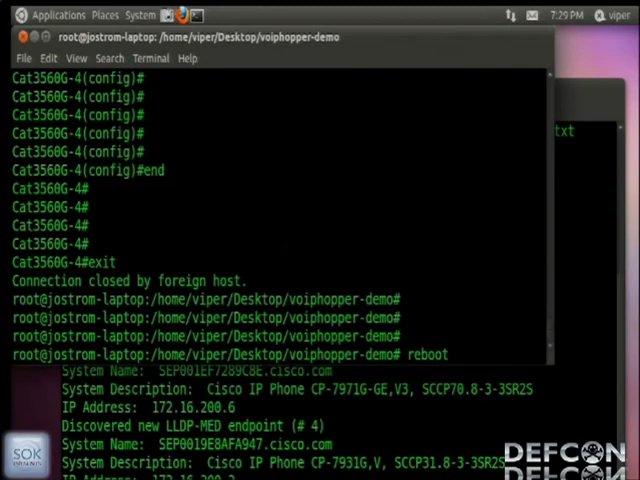 Applications Places System 7:29 PM viper
root@jostrom-laptop: /home/viper/Desktop/voiphopper-demo
File Edit View Search Terminal Help
Cat3560G-4(config)#
Cat3560G-4(config)#
Cat3560G-4(config)#
Cat3560G-4(config)#
Cat3560G-4(config)#
Cat3560G-4(config)#end
Cat3560G-4#
Cat3560G-4#
Cat3560G-4#
Cat3560G-4#
Cat3560G-4#exit
Connection closed by foreign host.
root@jostrom-laptop:/home/viper/Desktop/voiphopper-demo#
root@jostrom-laptop:/home/viper/Desktop/voiphopper-demo#
root@jostrom-laptop:/home/viper/Desktop/voiphopper-demo#
root@jostrom-laptop:/home/viper/Desktop/voiphopper-demo# reboot
txt
System Name: SEP001EF7289C8E.cisco.com
System Description: Cisco IP Phone CP-7971G-GE,V3, SCCP70.8-3-3SR2S
IP Address: 172.16.200.6
Discovered new LLDP-MED endpoint (# 4)
System Name: SEP0019E8AFA947.cisco.com
System Description: Cisco IP Phone CP-7931G,V, SCCP31.8-3-3SR2S
SOK
PRESENTS
DEFCON